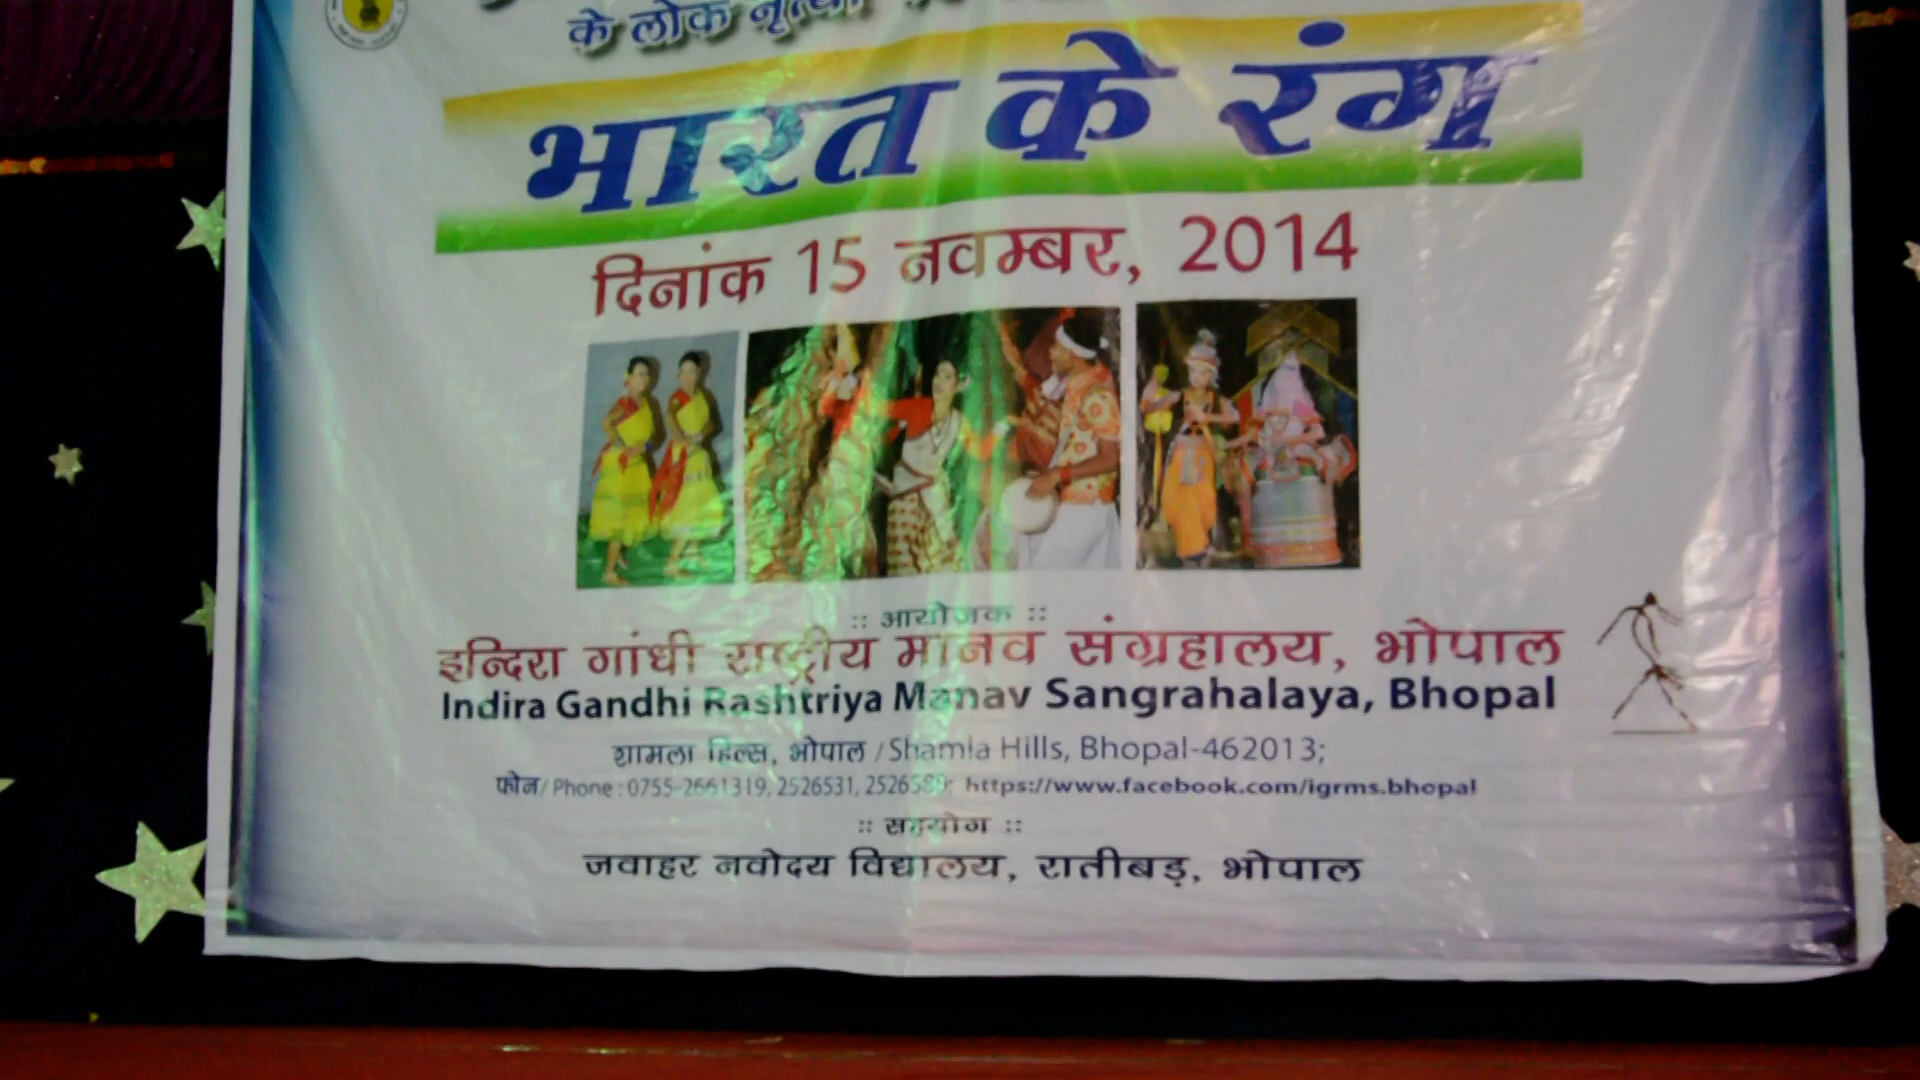 के लोक नृत्यों
भारत के रंग
दिनांक 15 नवम्बर, 2014
:: आयोजक ::
इन्दिरा गांधी राष्ट्रीय मानव संग्रहालय, भोपाल
Indira Gandhi Rashtriya Manav Sangrahalaya, Bhopal
शामला हिल्स, भोपाल / Shamla Hills, Bhopal-462013;
फोन/ Phone : 0755-2661319, 2526531, https://www.facebook.com/igrms.bhopal
:: सहयोग ::
जवाहर नवोदय विद्यालय, रातीबड़, भोपाल